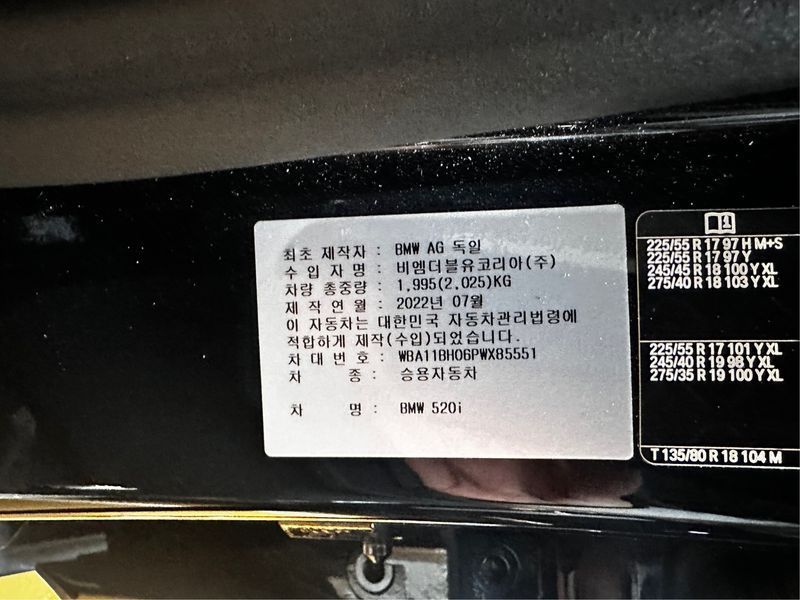 최초 제작자 : BMW AG 독일
수 입 자 명 : 비엠더블유코리아(주)
차량 총중량 : 1,995(2,025)KG
제 작 연 월 : 2022년 07월
이 자동차는 대한민국 자동차관리법령에
적합하게 제작(수입)되었습니다.
차 대 번 호 : WBA11BH06PWX85551
차 종 : 승용자동차
차 명 : BMW 520i
225/55 R 17 97 H M+S
225/55 R 17 97 Y
245/45 R 18 100 Y XL
275/40 R 18 103 Y XL
225/55 R 17 101 Y XL
245/40 R 19 98 Y XL
275/35 R 19 100 Y XL
T 135/80 R 18 104 M